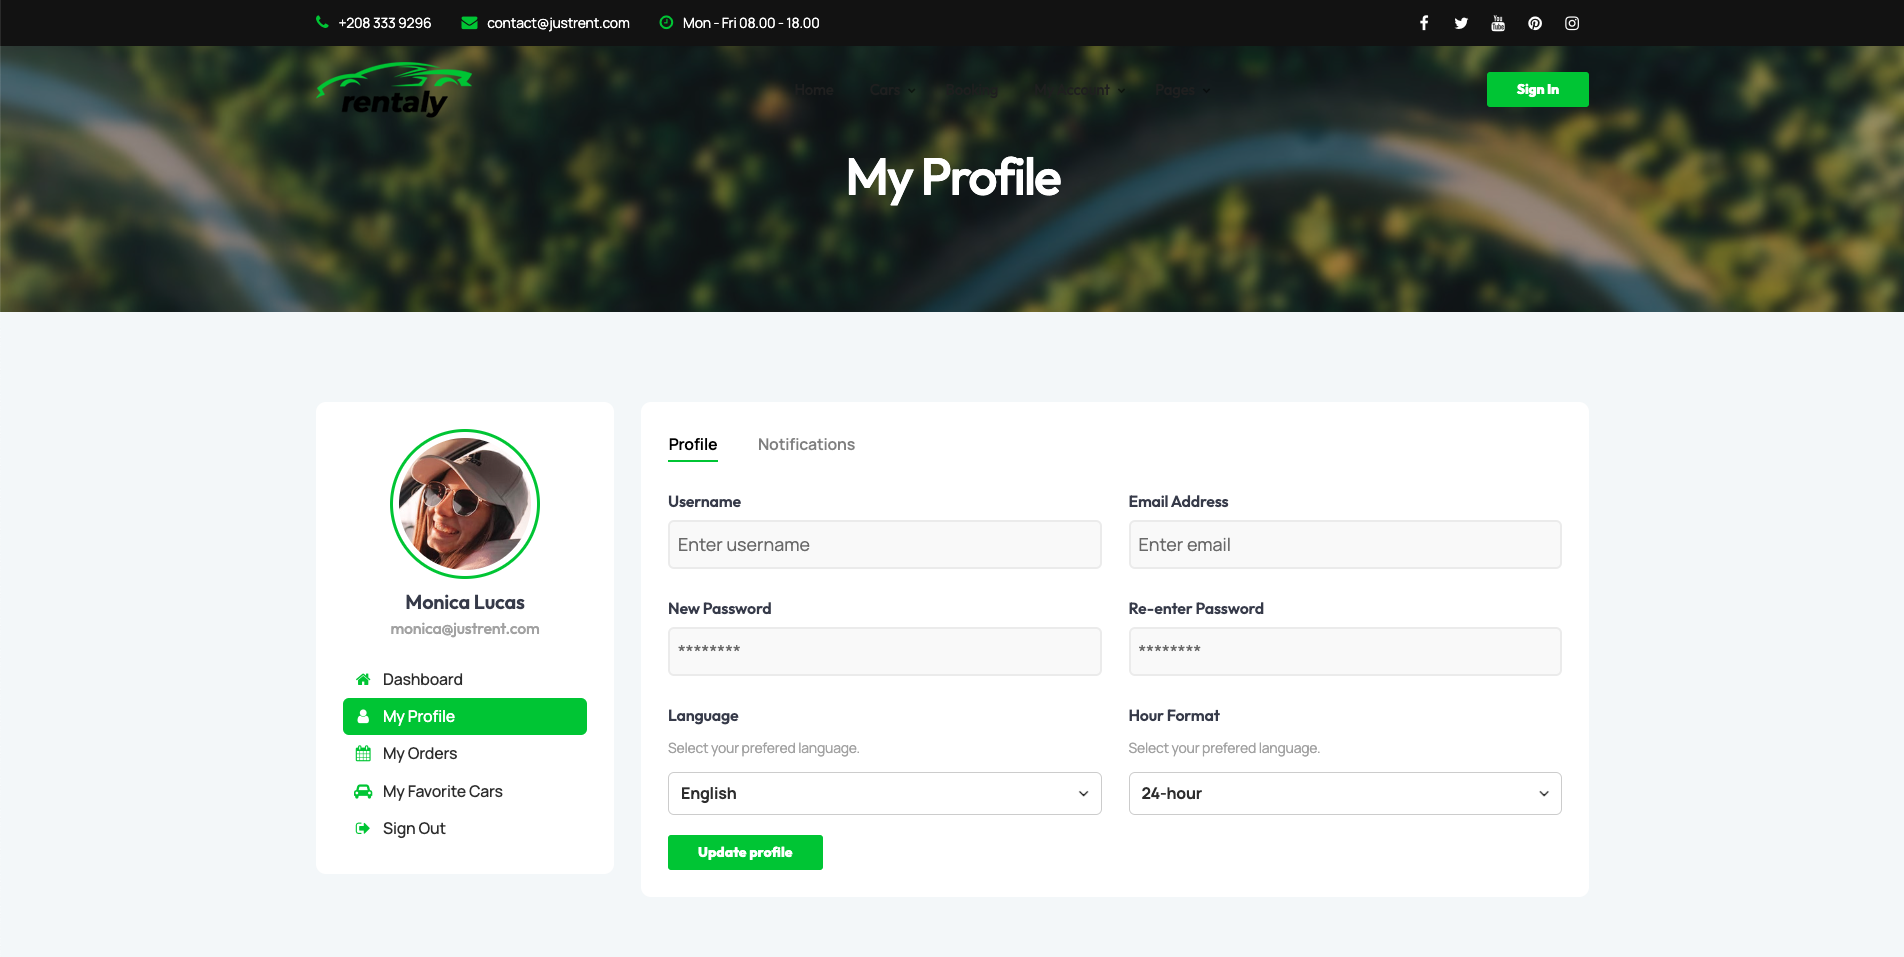 +208 333 9296 contact@justrent.com Mon - Fri 08.00 - 18.00
rentaly
Home Cars Booking My Account Pages
Sign In
My Profile
Monica Lucas
monica@justrent.com
Dashboard
My Profile
My Orders
My Favorite Cars
Sign Out
Profile Notifications
Username Email Address
Enter username Enter email
New Password Re-enter Password
******** ********
Language Hour Format
Select your prefered language. Select your prefered language.
English 24-hour
Update profile